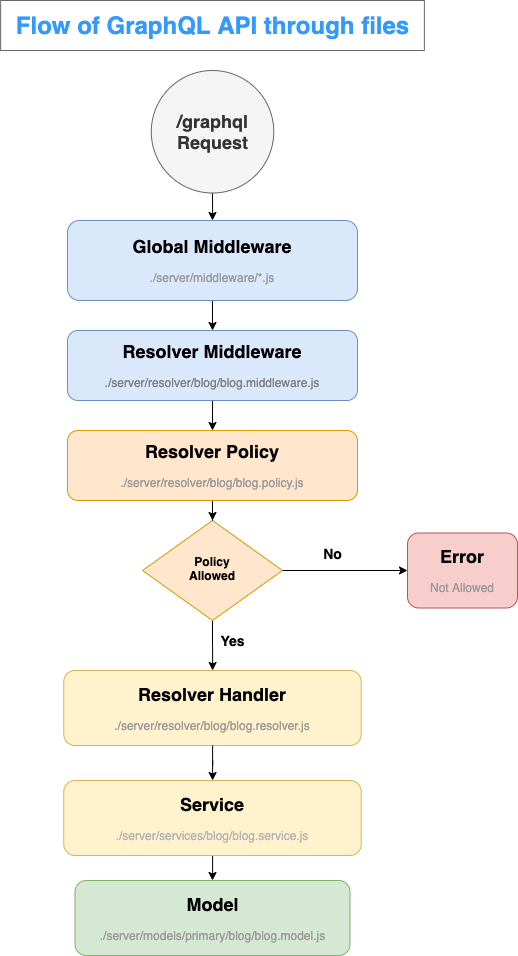 Flow of GraphQL API through files
/graphql
Request
Global Middleware
./server/middleware/*.js
Resolver Middleware
./server/resolver/blog/blog.middleware.js
Resolver Policy
./server/resolver/blog/blog.policy.js
Policy
Allowed
No
Error
Not Allowed
Yes
Resolver Handler
./server/resolver/blog/blog.resolver.js
Service
./server/services/blog/blog.service.js
Model
./server/models/primary/blog/blog.model.js